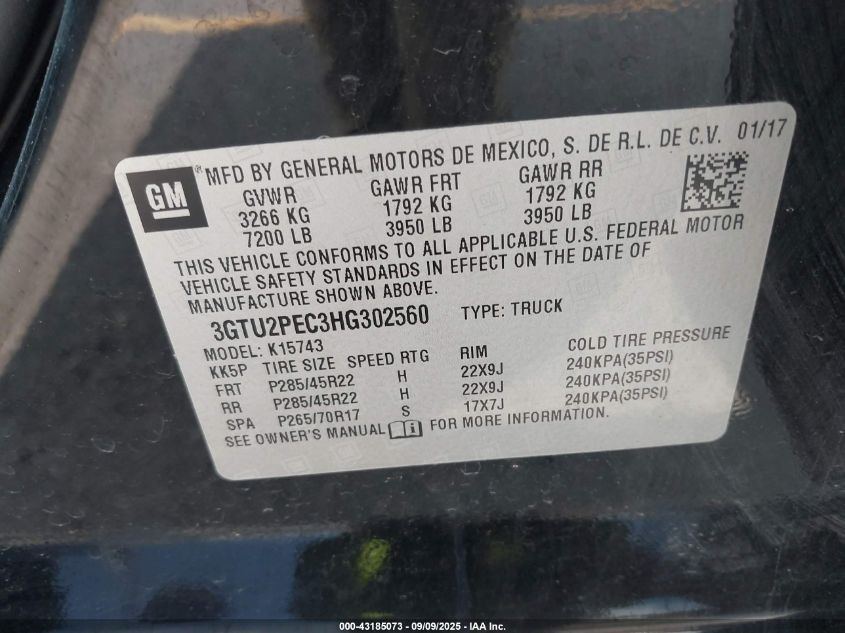 GM
®
MFD BY GENERAL MOTORS DE MEXICO, S. DE R.L. DE C.V. 01/17
GVWR GAWR FRT GAWR RR
3266 KG 1792 KG 1792 KG
7200 LB 3950 LB 3950 LB
THIS VEHICLE CONFORMS TO ALL APPLICABLE U.S. FEDERAL MOTOR
VEHICLE SAFETY STANDARDS IN EFFECT ON THE DATE OF
MANUFACTURE SHOWN ABOVE.
3GTU2PEC3HG302560 TYPE: TRUCK
MODEL: K15743
KK5P TIRE SIZE SPEED RTG RIM COLD TIRE PRESSURE
FRT P285/45R22 H 22X9J 240KPA(35PSI)
RR P285/45R22 H 22X9J 240KPA(35PSI)
SPA P265/70R17 S 17X7J 240KPA(35PSI)
SEE OWNER'S MANUAL i FOR MORE INFORMATION.
000-43185073 - 09/09/2025 - IAA Inc.